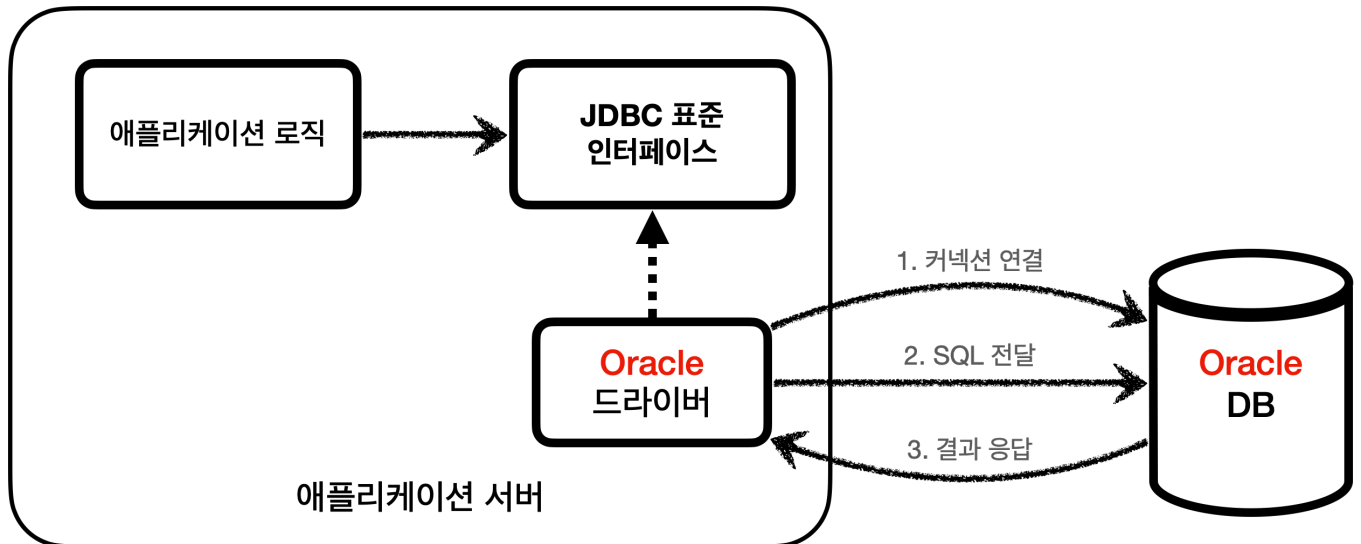 애플리케이션 로직
JDBC 표준
인터페이스
1. 커넥션 연결
Oracle
드라이버
2. SQL 전달
Oracle
DB
3. 결과 응답
애플리케이션 서버